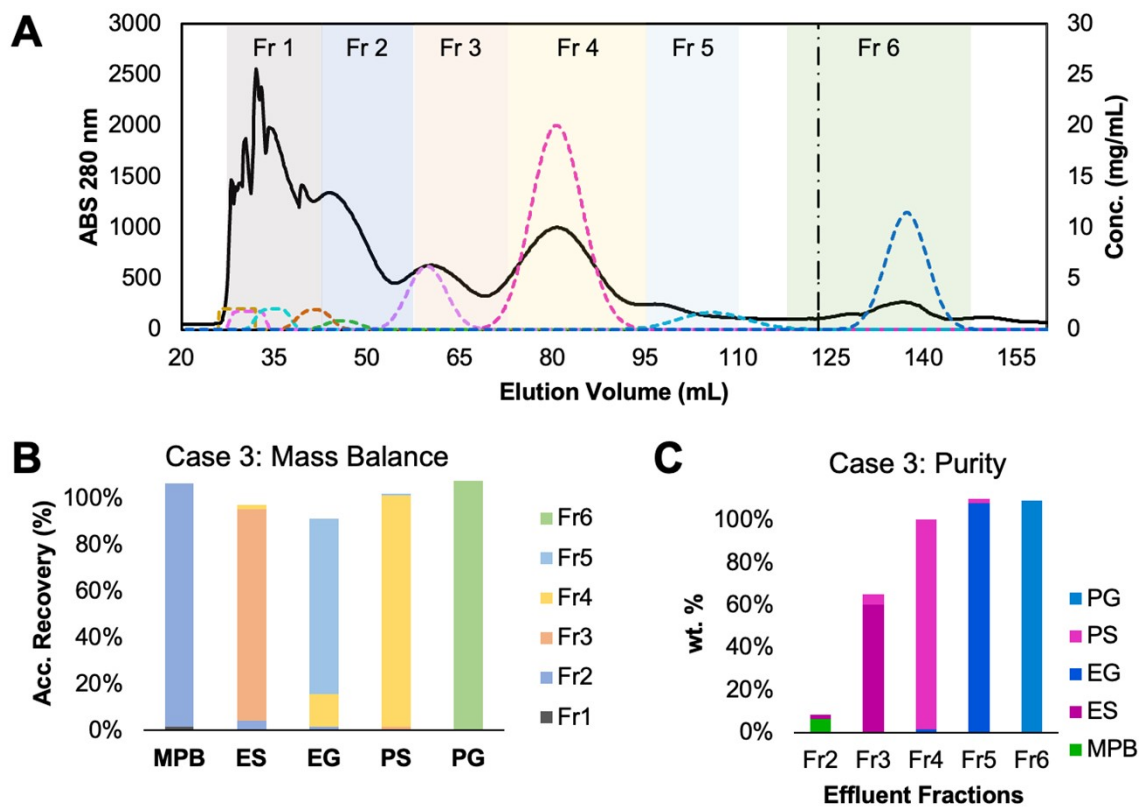 A
Fr 1 Fr 2 Fr 3 Fr 4 Fr 5 Fr 6
ABS 280 nm
3000
2500
2000
1500
1000
500
0
20 35 50 65 80 95 110 125 140 155
Elution Volume (mL)
30
25
20
15
10
5
0
Conc. (mg/mL)
B
Case 3: Mass Balance
Acc. Recovery (%)
100%
80%
60%
40%
20%
0%
MPB ES EG PS PG
Fr6
Fr5
Fr4
Fr3
Fr2
Fr1
C
Case 3: Purity
wt. %
100%
80%
60%
40%
20%
0%
Fr2 Fr3 Fr4 Fr5 Fr6
Effluent Fractions
PG
PS
EG
ES
MPB